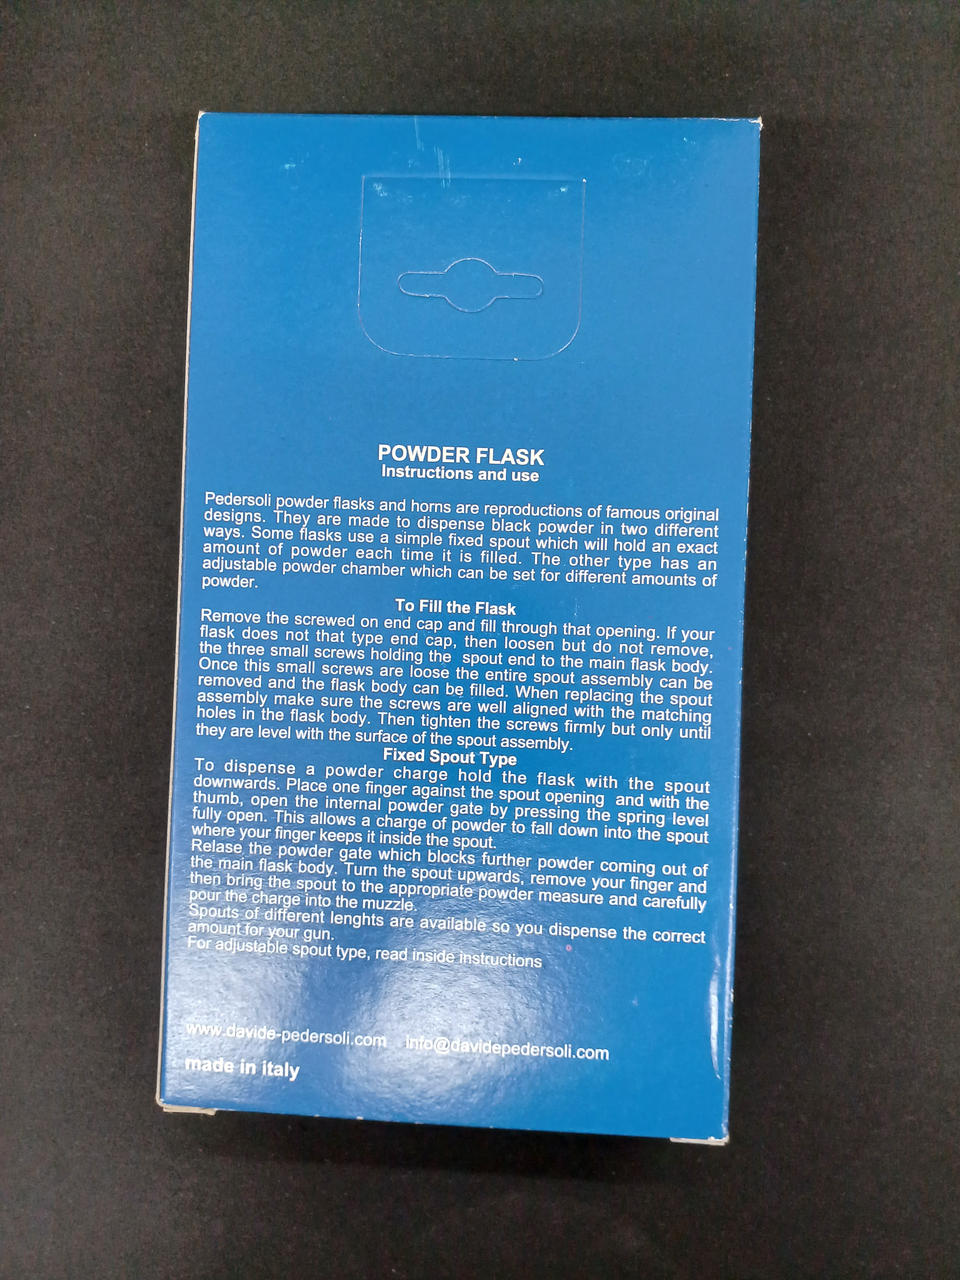 POWDER FLASK
Instructions and use
Pedersoli powder flasks and horns are reproductions of famous original
designs. They are made to dispense black powder in two different
ways. Some flasks use a simple fixed spout which will hold an exact
amount of powder each time it is filled. The other type has an
adjustable powder chamber which can be set for different amounts of
powder.
To Fill the Flask
Remove the screwed on end cap and fill through that opening. If your
flask does not that type end cap, then loosen but do not remove,
the three small screws holding the spout end to the main flask body.
Once this small screws are loose the entire spout assembly can be
removed and the flask body can be filled. When replacing the spout
assembly make sure the screws are well aligned with the matching
holes in the flask body. Then tighten the screws firmly but only until
they are level with the surface of the spout assembly.
Fixed Spout Type
To dispense a powder charge hold the flask with the spout
downwards. Place one finger against the spout opening and with the
thumb, open the internal powder gate by pressing the spring level
fully open. This allows a charge of powder to fall down into the spout
where your finger keeps it inside the spout.
Relase the powder gate which blocks further powder coming out of
the main flask body. Turn the spout upwards, remove your finger and
then bring the spout to the appropriate powder measure and carefully
pour the charge into the muzzle.
Spouts of different lenghts are available so you dispense the correct
amount for your gun.
For adjustable spout type, read inside instructions
www.davide-pedersoli.com info@davidepedersoli.com
made in italy